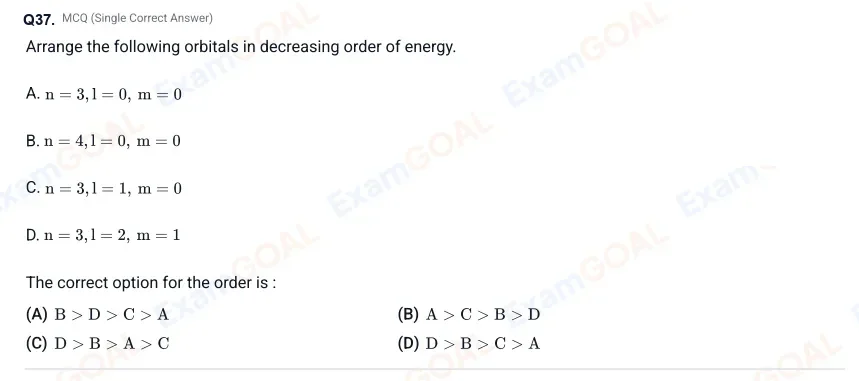 Q37. MCQ (Single Correct Answer)
Arrange the following orbitals in decreasing order of energy.
A. n = 3, l = 0, m = 0
B. n = 4, l = 0, m = 0
C. n = 3, l = 1, m = 0
D. n = 3, l = 2, m = 1
The correct option for the order is :
(A) B > D > C > A (B) A > C > B > D
(C) D > B > A > C (D) D > B > C > A
ExamGOAL